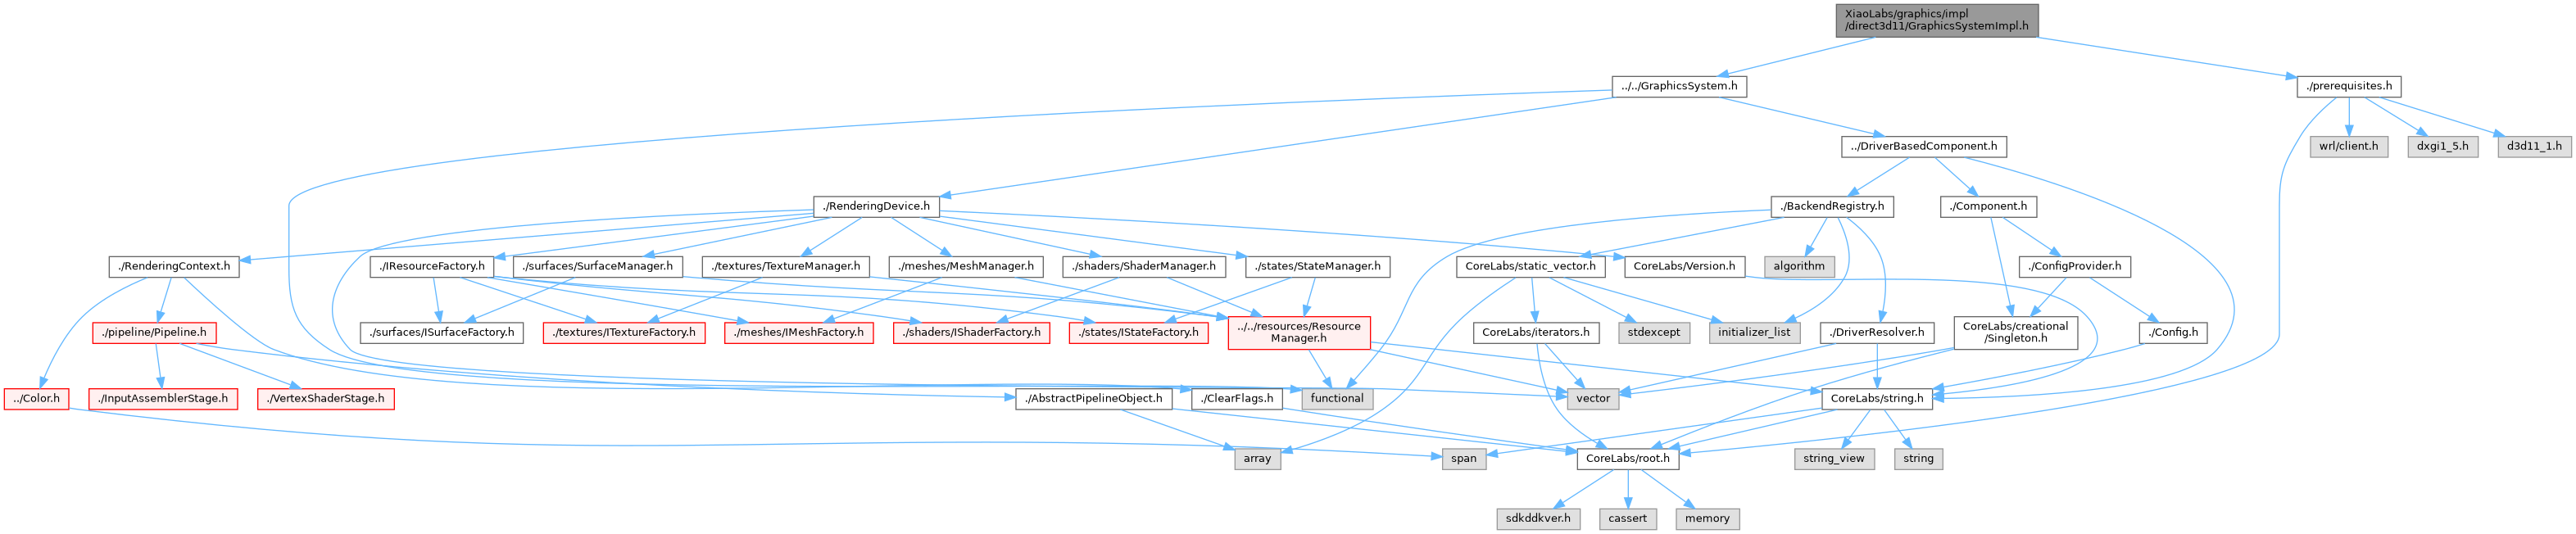 XiaoLabs/graphics/impl
/direct3d11/GraphicsSystemImpl.h
../../GraphicsSystem.h
./prerequisites.h
../DriverBasedComponent.h
wrl/client.h
dxgi1_5.h
d3d11_1.h
./RenderingDevice.h
./BackendRegistry.h
./Component.h
./RenderingContext.h
./IResourceFactory.h
./surfaces/SurfaceManager.h
./textures/TextureManager.h
./meshes/MeshManager.h
./shaders/ShaderManager.h
./states/StateManager.h
CoreLabs/static_vector.h
CoreLabs/Version.h
algorithm
./ConfigProvider.h
./pipeline/Pipeline.h
./surfaces/ISurfaceFactory.h
./textures/ITextureFactory.h
./meshes/IMeshFactory.h
./shaders/IShaderFactory.h
./states/IStateFactory.h
../../resources/Resource
Manager.h
CoreLabs/iterators.h
stdexcept
initializer_list
./DriverResolver.h
CoreLabs/creational
/Singleton.h
./Config.h
../Color.h
./InputAssemblerStage.h
./VertexShaderStage.h
./AbstractPipelineObject.h
./ClearFlags.h
functional
vector
CoreLabs/string.h
array
span
CoreLabs/root.h
string_view
string
sdkddkver.h
cassert
memory